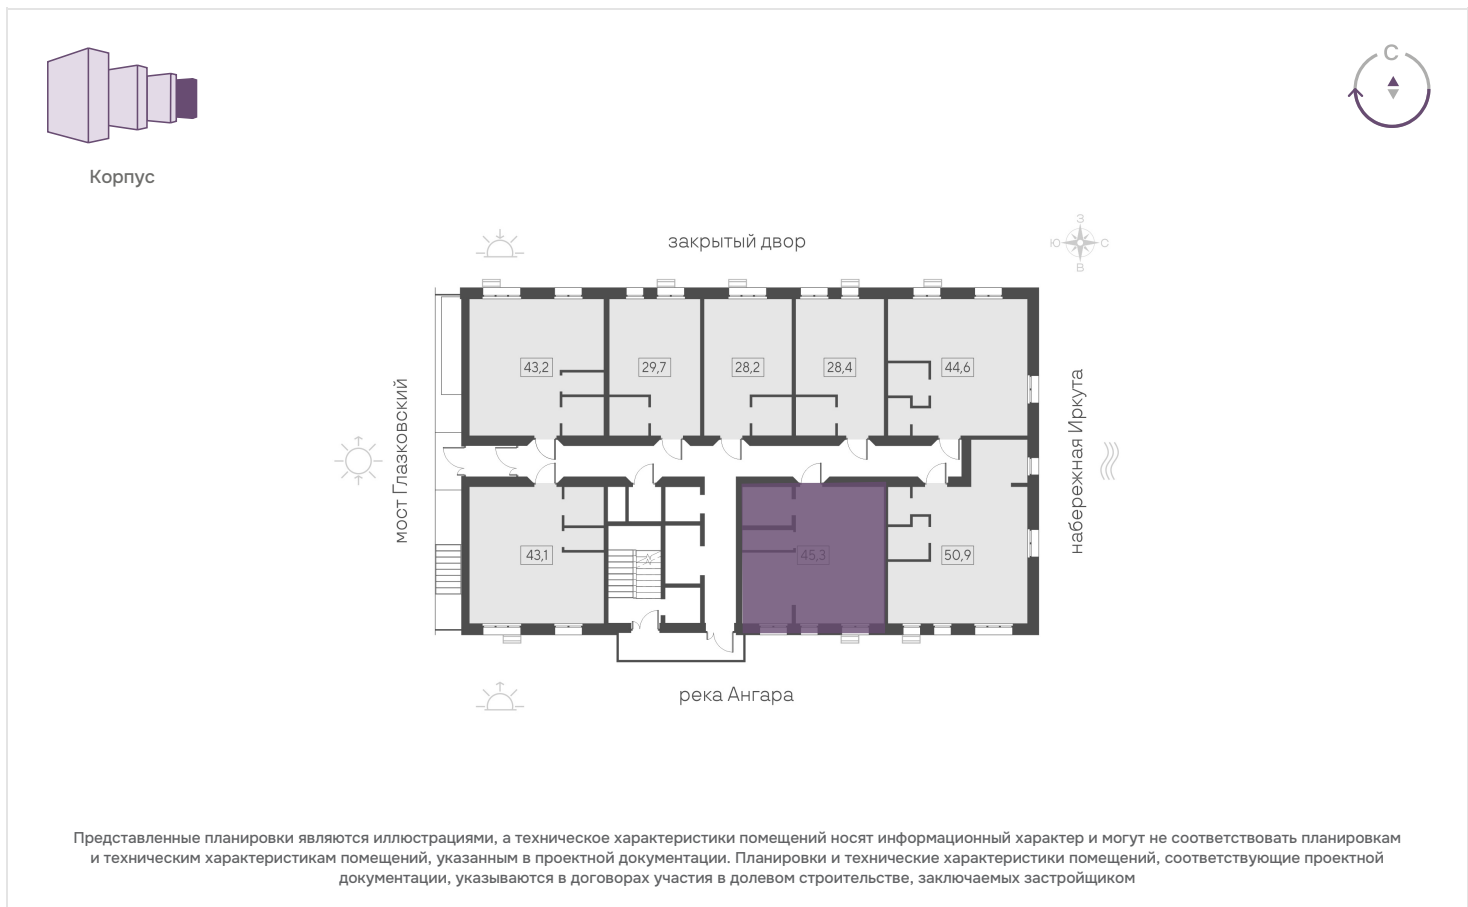 С
Корпус
З
Ю
С
В
закрытый двор
43,2
29,7
28,2
28,4
44,6
мост Глазковский
набережная Иркута
43,1
45,3
50,9
река Ангара
Представленные планировки являются иллюстрациями, а техническое характеристики помещений носят информационный характер и могут не соответствовать планировкам
и техническим характеристикам помещений, указанным в проектной документации. Планировки и технические характеристики помещений, соответствующие проектной
документации, указываются в договорах участия в долевом строительстве, заключаемых застройщиком